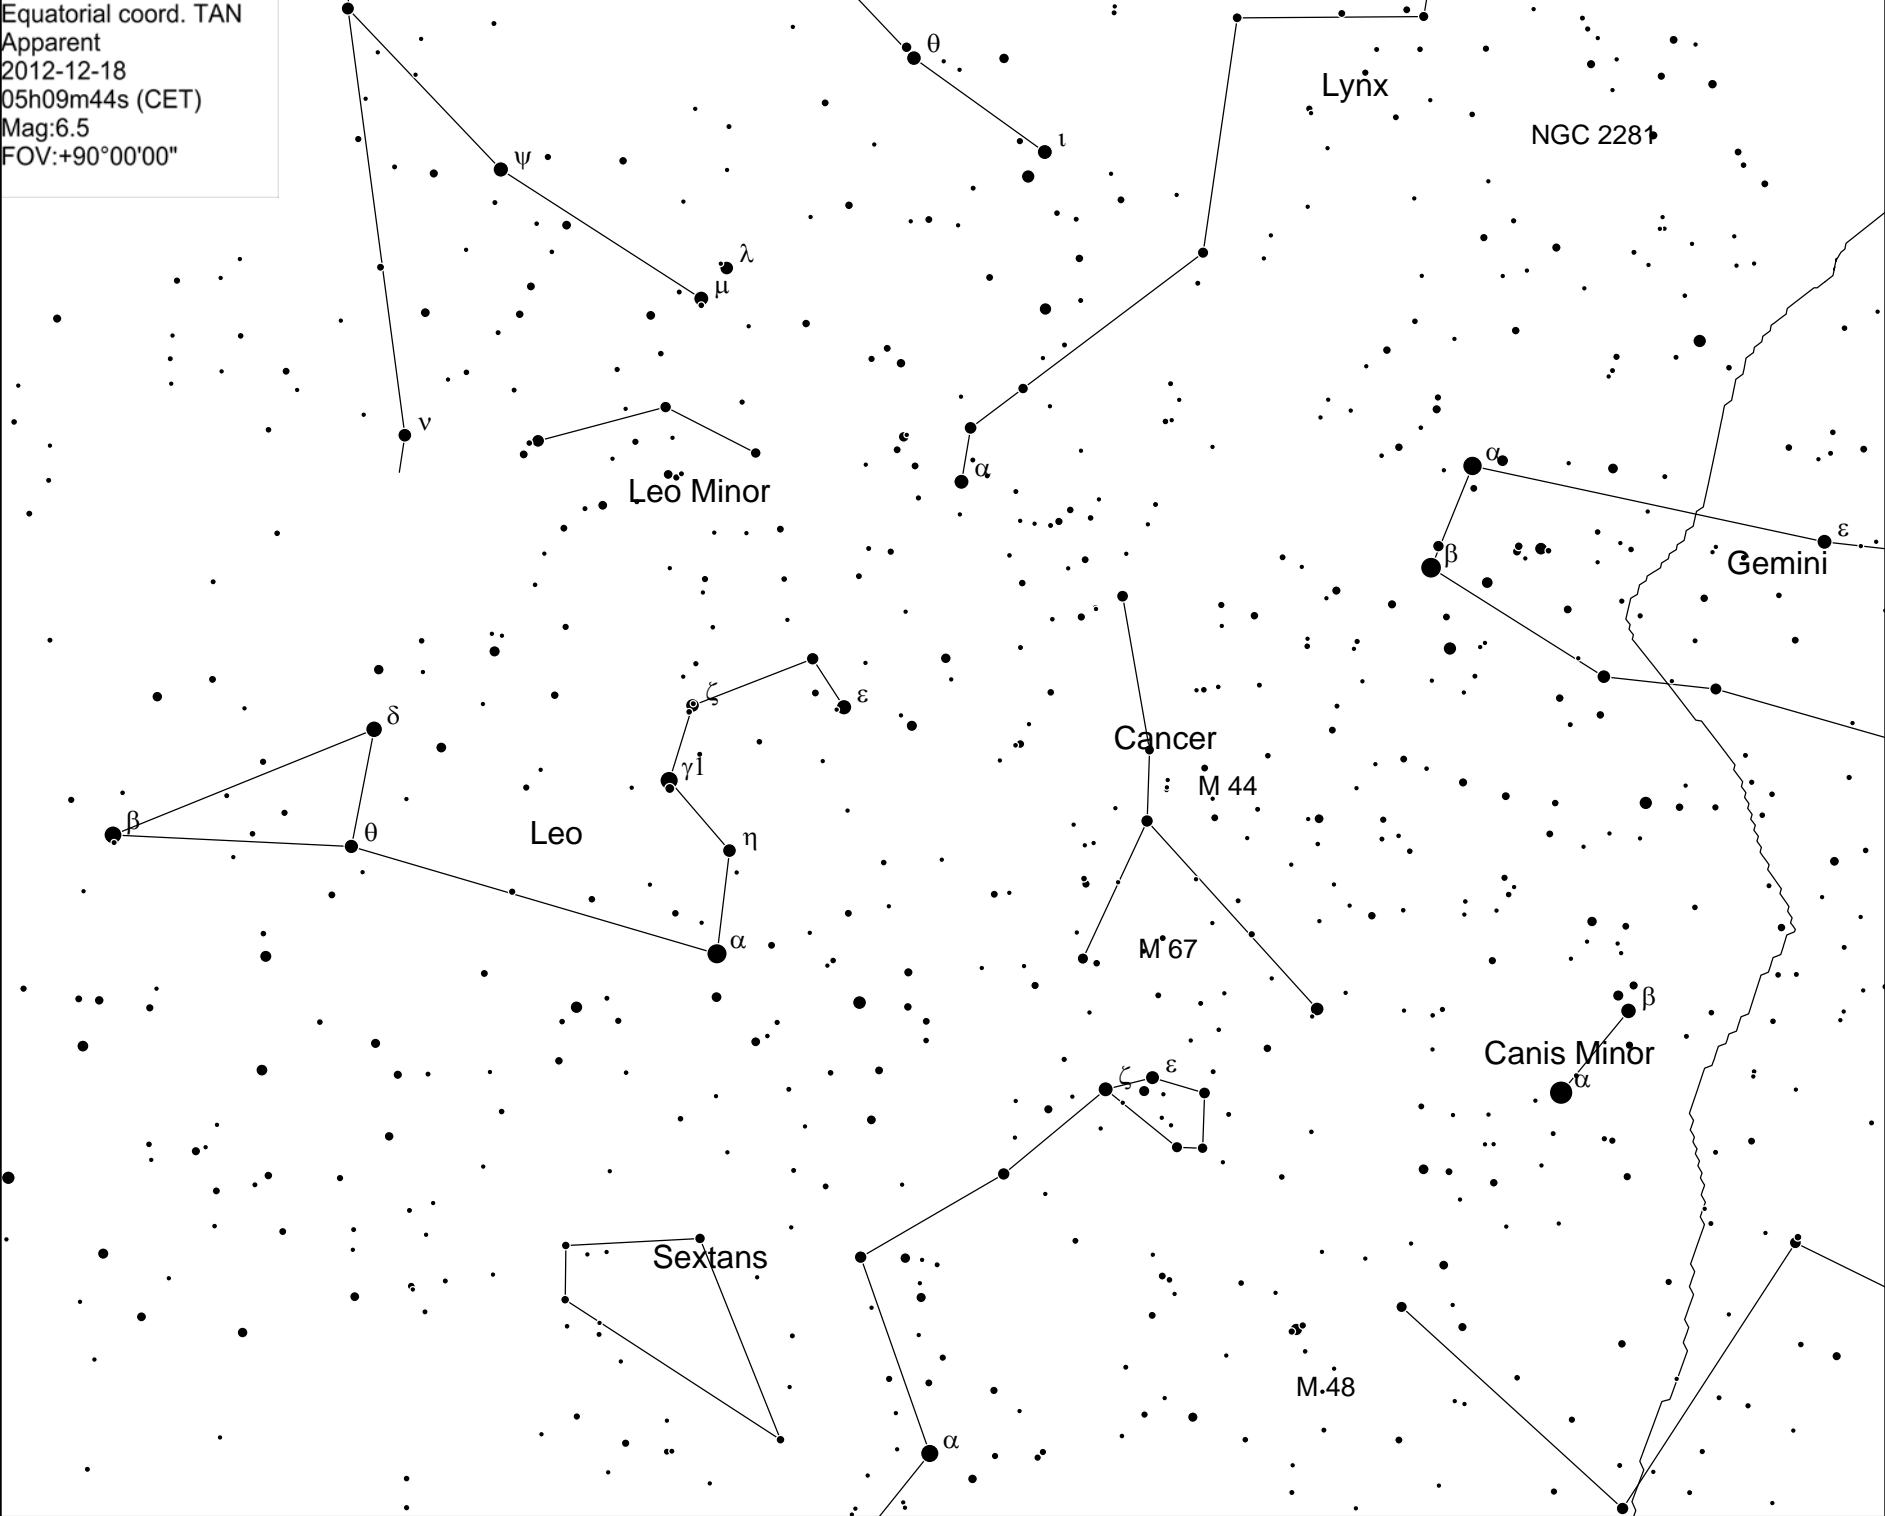 Equatorial coord. TAN
Apparent
2012-12-18
05h09m44s (CET)
Mag:6.5
FOV:+90°00'00"
θ
Lynx
NGC 2281
ι
ψ
λ
μ
ν
α
α
Leo Minor
ε
β
Gemini
ζ
ε
δ
Cancer
γ1
M 44
β
θ
Leo
η
α
M 67
β
Canis Minor
ζ
ε
α
Sextans
M 48
α